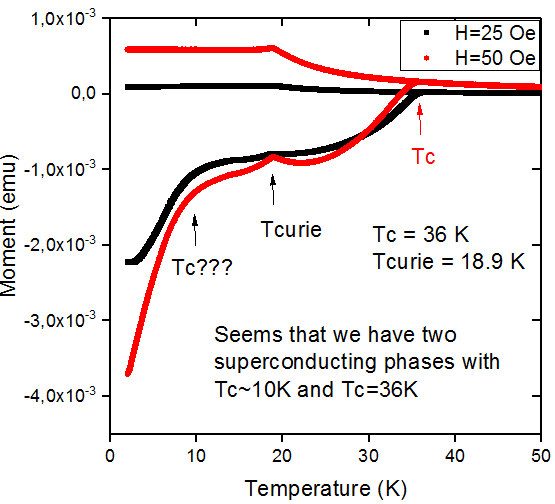 1,0x10⁻³
0,0
-1,0x10⁻³
-2,0x10⁻³
-3,0x10⁻³
-4,0x10⁻³
Moment (emu)
H=25 Oe
H=50 Oe
Tc
Tcurie
Tc???
Tc = 36 K
Tcurie = 18.9 K
Seems that we have two
superconducting phases with
Tc~10K and Tc=36K
0 10 20 30 40 50
Temperature (K)